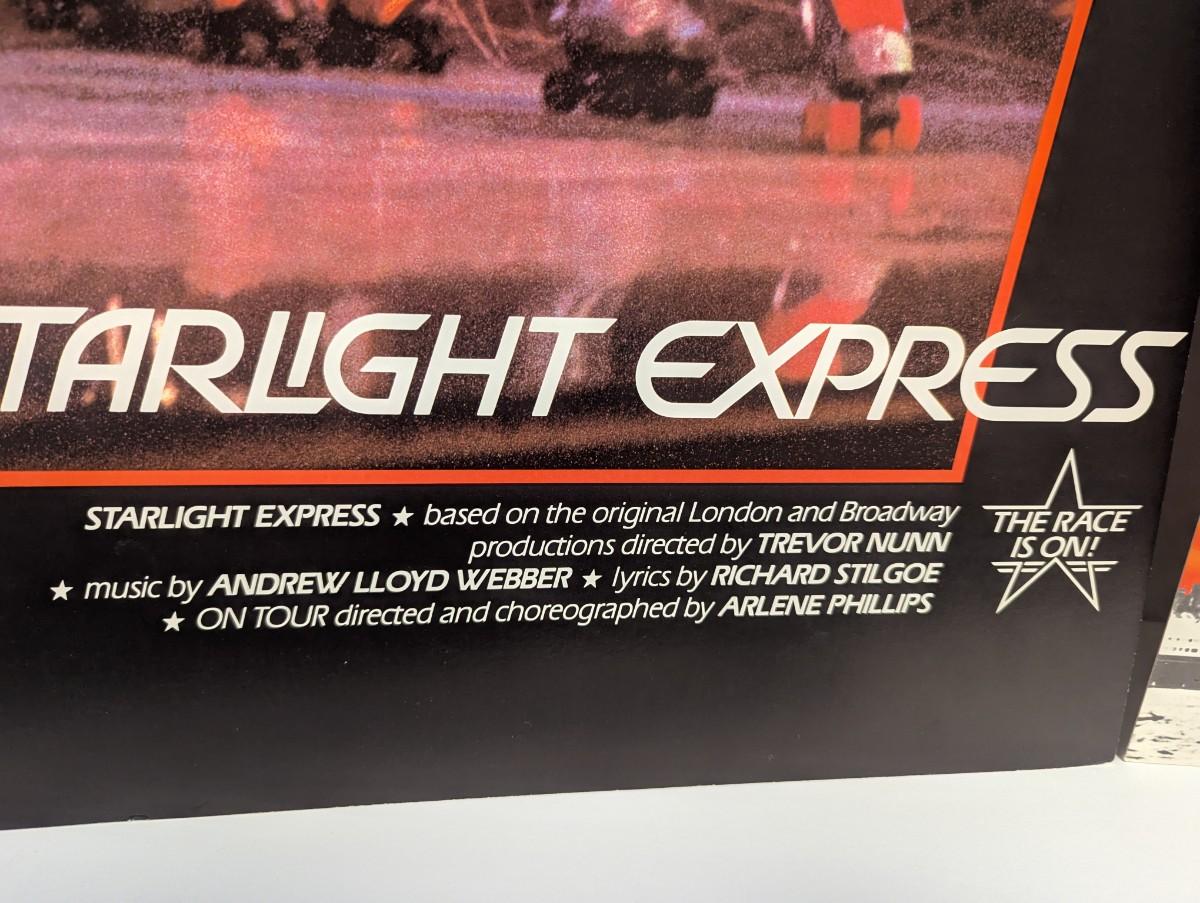 TARLIGHT EXPRESS
STARLIGHT EXPRESS ★ based on the original London and Broadway
productions directed by TREVOR NUNN
★ music by ANDREW LLOYD WEBBER ★ lyrics by RICHARD STILGOE
★ ON TOUR directed and choreographed by ARLENE PHILLIPS
THE RACE
IS ON!